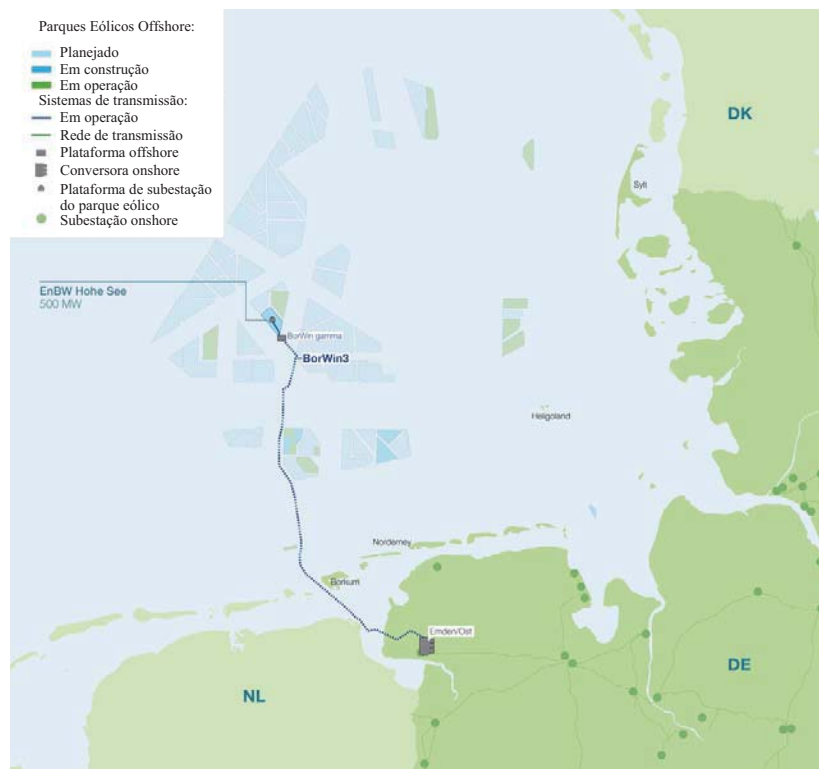 Parques Eólicos Offshore:
Planejado
Em construção
Em operação
Sistemas de transmissão:
Em operação
Rede de transmissão
Plataforma offshore
Conversora onshore
Plataforma de subestação
do parque eólico
Subestação onshore
DK
Sylt
EnBW Hohe See
500 MW
BorWin gamma
BorWin3
Helgoland
Norderney
Borkum
Emden/Ost
NL
DE